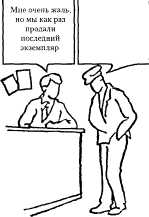 Мне очень жаль,
но мы как раз
продали
последний
экземпляр